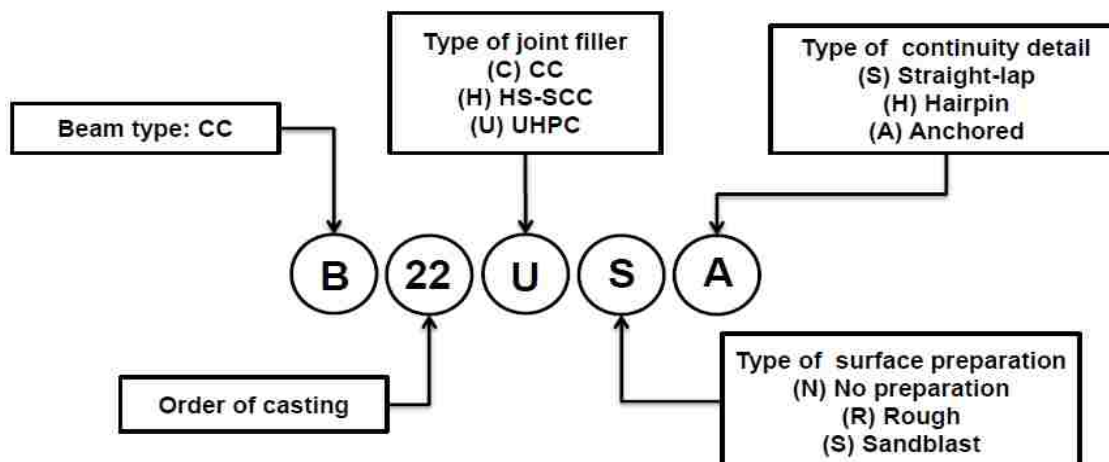 Type of joint filler
(C) CC
(H) HS-SCC
(U) UHPC
Type of continuity detail
(S) Straight-lap
(H) Hairpin
(A) Anchored
Beam type: CC
B 22 U S A
Order of casting
Type of surface preparation
(N) No preparation
(R) Rough
(S) Sandblast